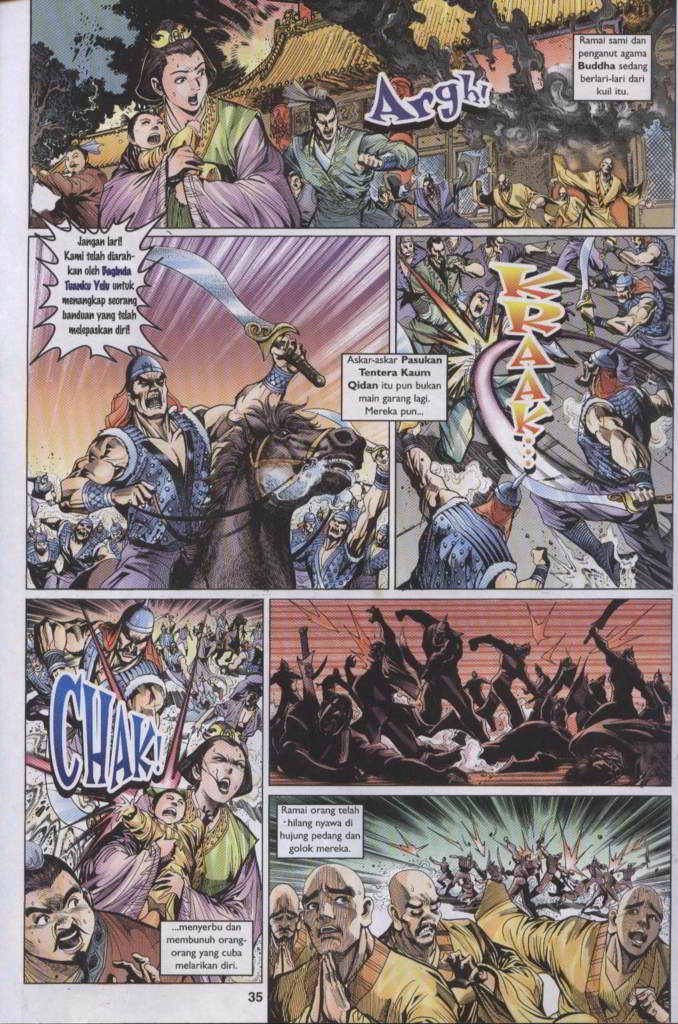 Ramai sami dan
penganut agama
Buddha sedang
berlari-lari dari
kuil itu.
Argh!
Jangan lari!
Kami telah diarah-
kan oleh Baginda
Tuanku Yelu untuk
menangkap seorang
banduan yang telah
melepaskan diri!
Askar-askar Pasukan
Tentera Kaum
Qidan itu pun bukan
main garang lagi.
Mereka pun...
KRAAK...
CHAK!
...menyerbu dan
membunuh orang-
orang yang cuba
melarikan diri.
Ramai orang telah
hilang nyawa di
hujung pedang dan
golok mereka.
35